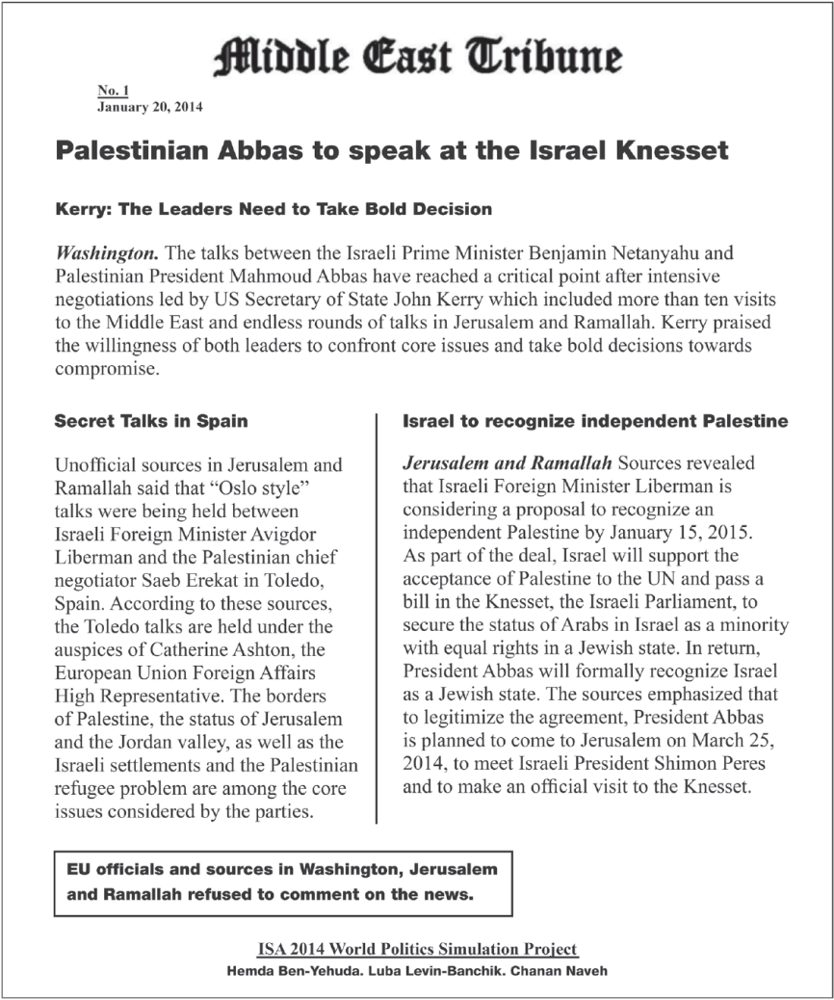 Middle East Tribune
No. 1
January 20, 2014
Palestinian Abbas to speak at the Israel Knesset
Kerry: The Leaders Need to Take Bold Decision
Washington. The talks between the Israeli Prime Minister Benjamin Netanyahu and
Palestinian President Mahmoud Abbas have reached a critical point after intensive
negotiations led by US Secretary of State John Kerry which included more than ten visits
to the Middle East and endless rounds of talks in Jerusalem and Ramallah. Kerry praised
the willingness of both leaders to confront core issues and take bold decisions towards
compromise.
Secret Talks in Spain
Unofficial sources in Jerusalem and
Ramallah said that “Oslo style”
talks were being held between
Israeli Foreign Minister Avigdor
Liberman and the Palestinian chief
negotiator Saeb Erekat in Toledo,
Spain. According to these sources,
the Toledo talks are held under the
auspices of Catherine Ashton, the
European Union Foreign Affairs
High Representative. The borders
of Palestine, the status of Jerusalem
and the Jordan valley, as well as the
Israeli settlements and the Palestinian
refugee problem are among the core
issues considered by the parties.
Israel to recognize independent Palestine
Jerusalem and Ramallah Sources revealed
that Israeli Foreign Minister Liberman is
considering a proposal to recognize an
independent Palestine by January 15, 2015.
As part of the deal, Israel will support the
acceptance of Palestine to the UN and pass a
bill in the Knesset, the Israeli Parliament, to
secure the status of Arabs in Israel as a minority
with equal rights in a Jewish state. In return,
President Abbas will formally recognize Israel
as a Jewish state. The sources emphasized that
to legitimize the agreement, President Abbas
is planned to come to Jerusalem on March 25,
2014, to meet Israeli President Shimon Peres
and to make an official visit to the Knesset.
EU officials and sources in Washington, Jerusalem
and Ramallah refused to comment on the news.
ISA 2014 World Politics Simulation Project
Hemda Ben-Yehuda. Luba Levin-Banchik. Chanan Naveh